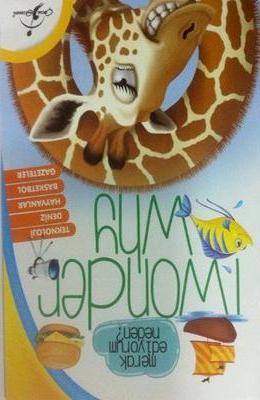 merak
ediyorum
neden?
i wonder
WHY
TEKNOLOJİ
DENİZ
HAYVANLAR
BASKETBOL
GAZETELER